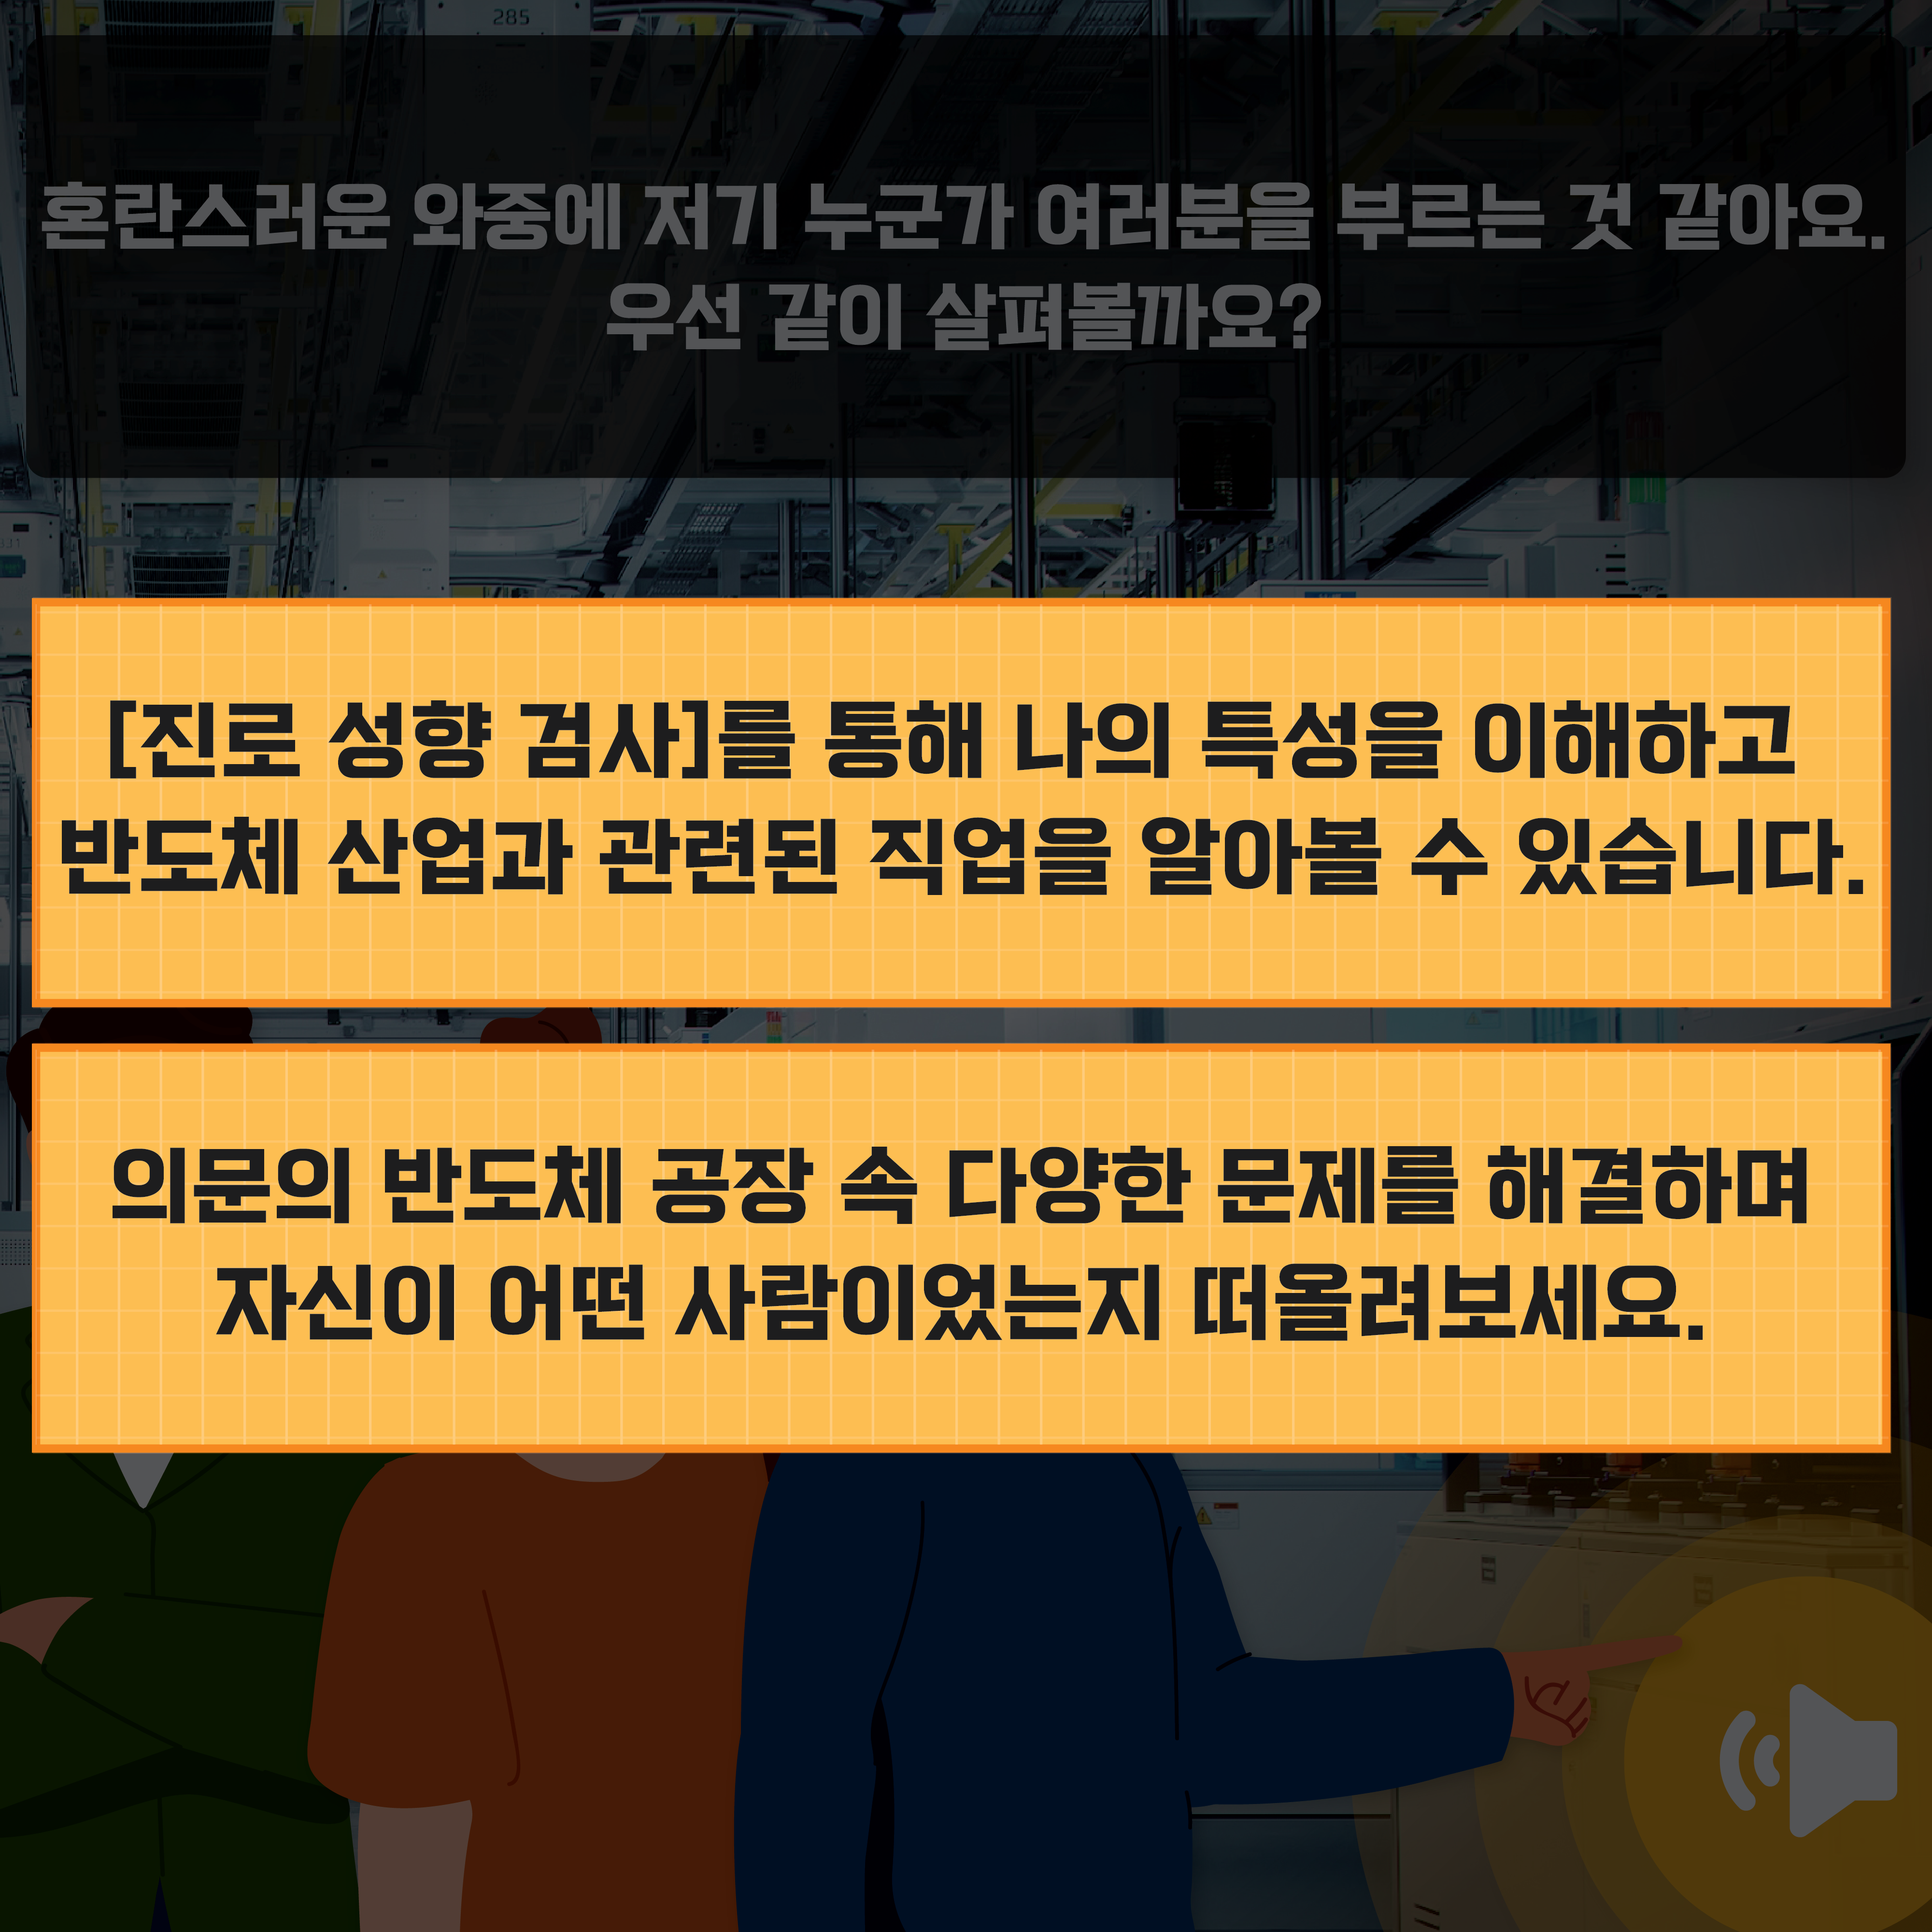 285
혼란스러운 와중에 저기 누군가 여러분을 부르는 것 같아요.
우선 같이 살펴볼까요?
[진로 성향 검사]를 통해 나의 특성을 이해하고
반도체 산업과 관련된 직업을 알아볼 수 있습니다.
의문의 반도체 공장 속 다양한 문제를 해결하며
자신이 어떤 사람이었는지 떠올려보세요.